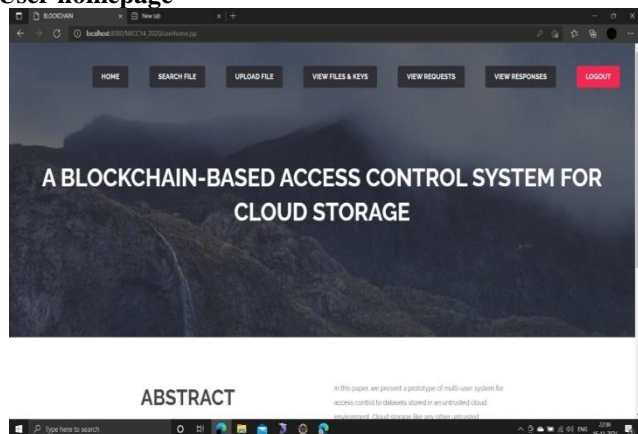 User homepage
BLOCKCHAIN
New tab
localhost:8080/MICC14_2020/userhome.jsp
HOME
SEARCH FILE
UPLOAD FILE
VIEW FILES & KEYS
VIEW REQUESTS
VIEW RESPONSES
LOGOUT
A BLOCKCHAIN-BASED ACCESS CONTROL SYSTEM FOR
CLOUD STORAGE
ABSTRACT
In this paper, we present a prototype of multi-user system for
access control to datasets stored in an untrusted cloud
environment. Cloud storage like any other untrusted
Type here to search
ENG
22:36